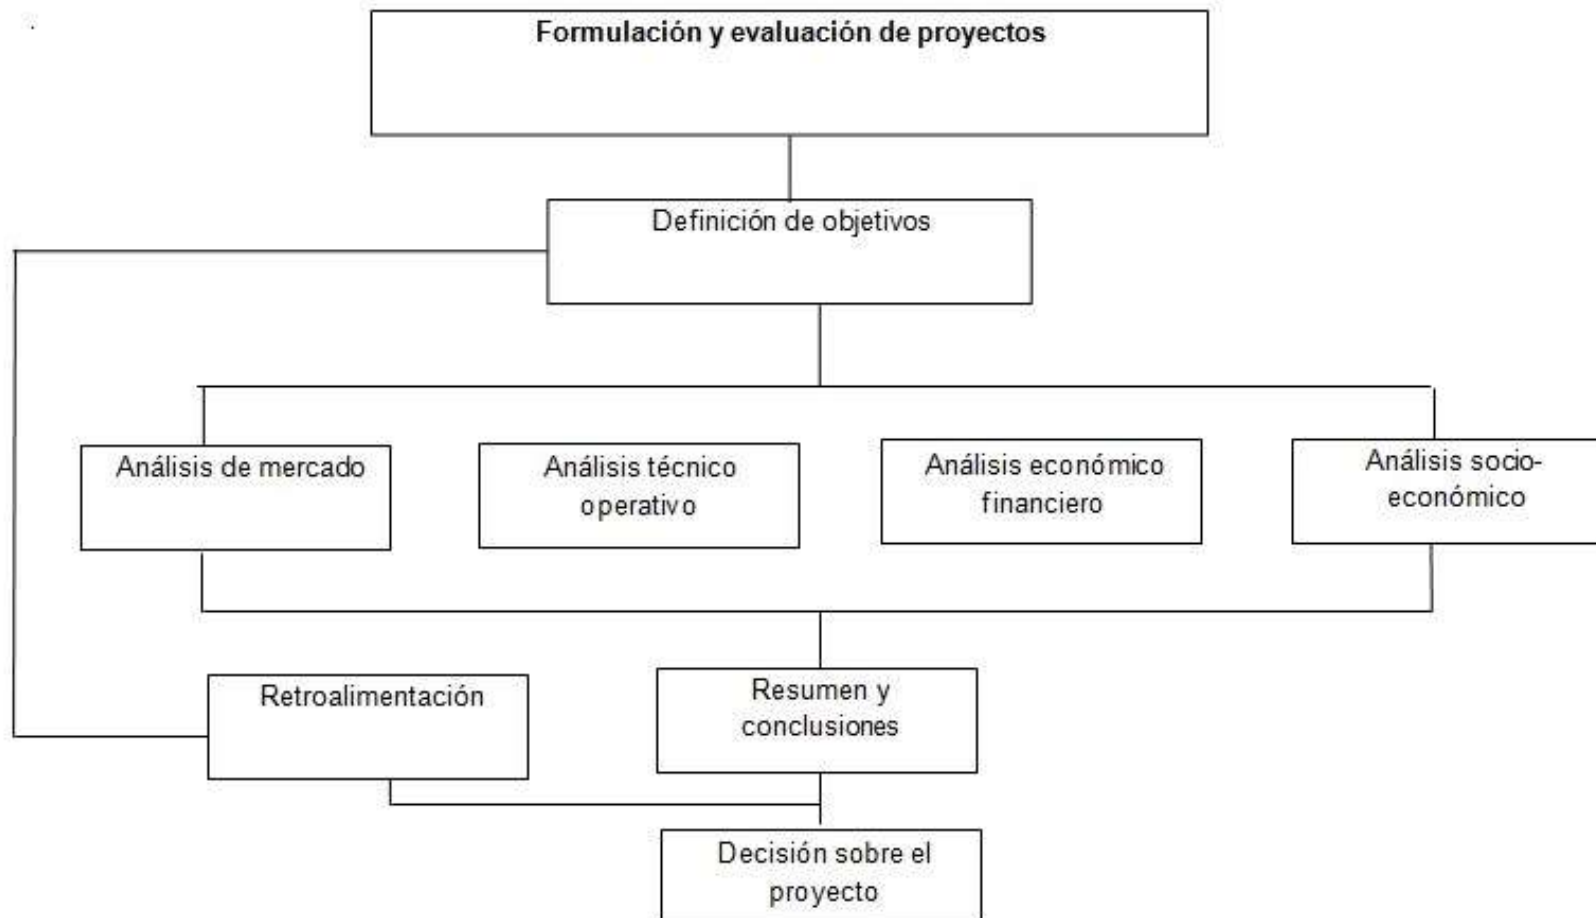 Formulación y evaluación de proyectos
Definición de objetivos
Análisis de mercado
Análisis técnico
operativo
Análisis económico
financiero
Análisis socio-
económico
Retroalimentación
Resumen y
conclusiones
Decisión sobre el
proyecto